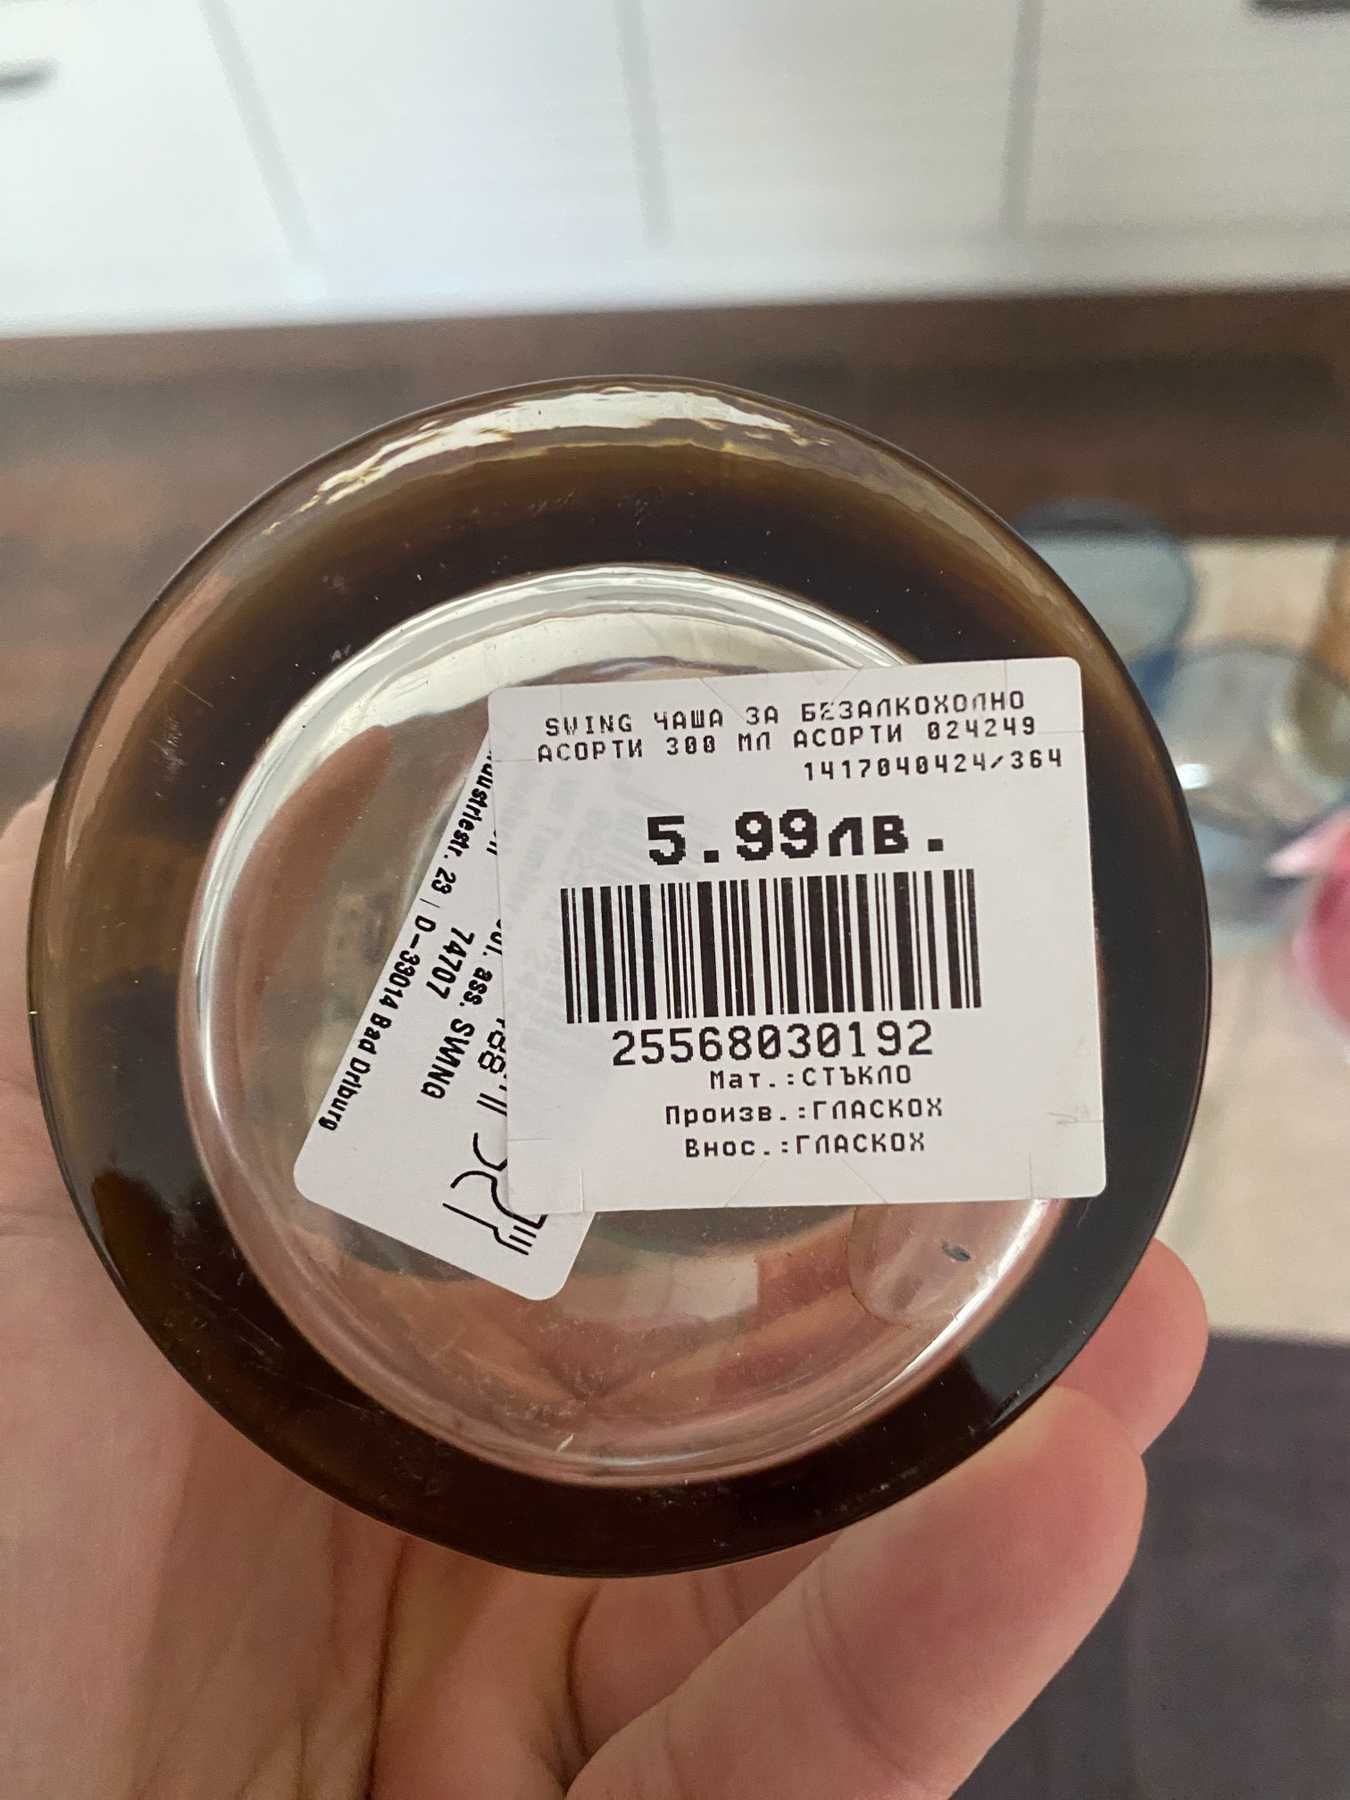 SWING ЧАША ЗА БЕЗАЛКОХОЛНО
АСОРТИ 300 МЛ АСОРТИ 024249
1417040424/364
5.99лв.
25568030192
Мат.:СТЪКЛО
Произв.:ГЛАСКОХ
Внос.:ГЛАСКОХ
ass. SWING
74707
23 | D-33014 Bad Driburg